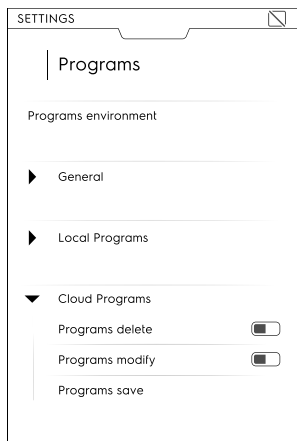 SETTINGS
Programs
Programs environment
General
Local Programs
Cloud Programs
Programs delete
Programs modify
Programs save